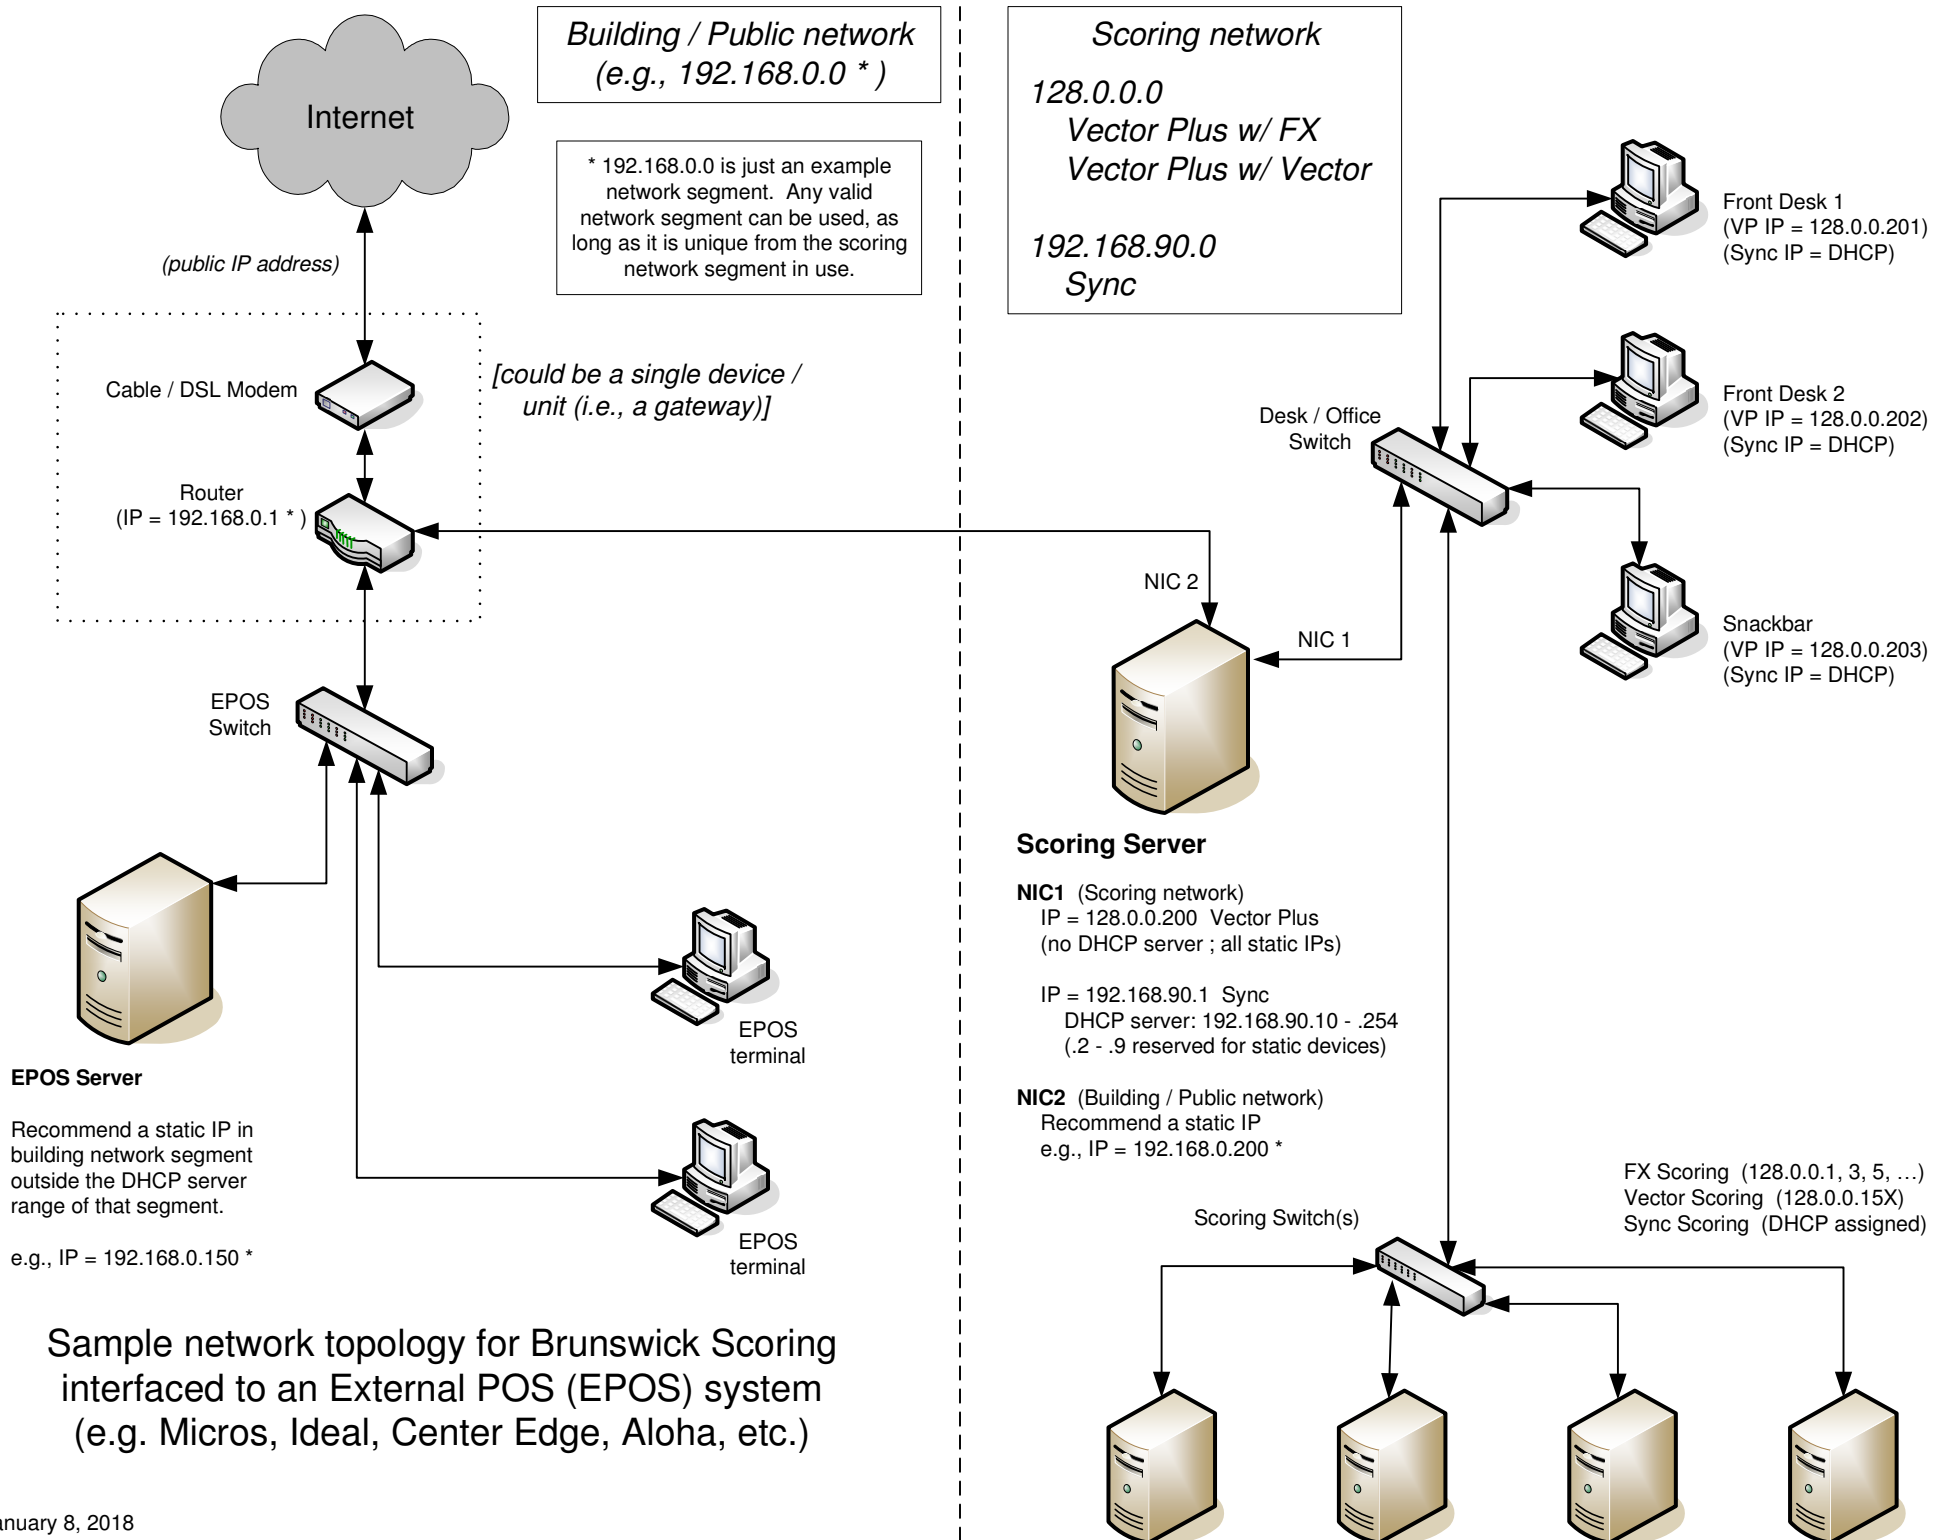 Building / Public network
(e.g., 192.168.0.0 * )
Internet
* 192.168.0.0 is just an example
network segment.  Any valid
network segment can be used, as
long as it is unique from the scoring
network segment in use.
(public IP address)
Cable / DSL Modem
[could be a single device /
unit (i.e., a gateway)]
Router
(IP = 192.168.0.1 * )
EPOS
Switch
EPOS Server
Recommend a static IP in
building network segment
outside the DHCP server
range of that segment.
e.g., IP = 192.168.0.150 *
EPOS
terminal
EPOS
terminal
Sample network topology for Brunswick Scoring
interfaced to an External POS (EPOS) system
(e.g. Micros, Ideal, Center Edge, Aloha, etc.)
anuary 8, 2018
Scoring network
128.0.0.0
Vector Plus w/ FX
Vector Plus w/ Vector
192.168.90.0
Sync
Front Desk 1
(VP IP = 128.0.0.201)
(Sync IP = DHCP)
Front Desk 2
(VP IP = 128.0.0.202)
(Sync IP = DHCP)
Desk / Office
Switch
Snackbar
(VP IP = 128.0.0.203)
(Sync IP = DHCP)
NIC 2
NIC 1
Scoring Server
NIC1  (Scoring network)
IP = 128.0.0.200  Vector Plus
(no DHCP server ; all static IPs)
IP = 192.168.90.1  Sync
DHCP server: 192.168.90.10 - .254
(.2 - .9 reserved for static devices)
NIC2  (Building / Public network)
Recommend a static IP
e.g., IP = 192.168.0.200 *
Scoring Switch(s)
FX Scoring  (128.0.0.1, 3, 5, …)
Vector Scoring  (128.0.0.15X)
Sync Scoring  (DHCP assigned)